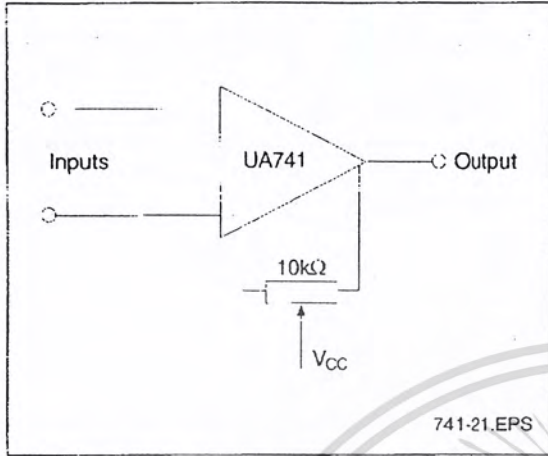 Inputs
UA741
Output
10kΩ
VCC
741-21.EPS